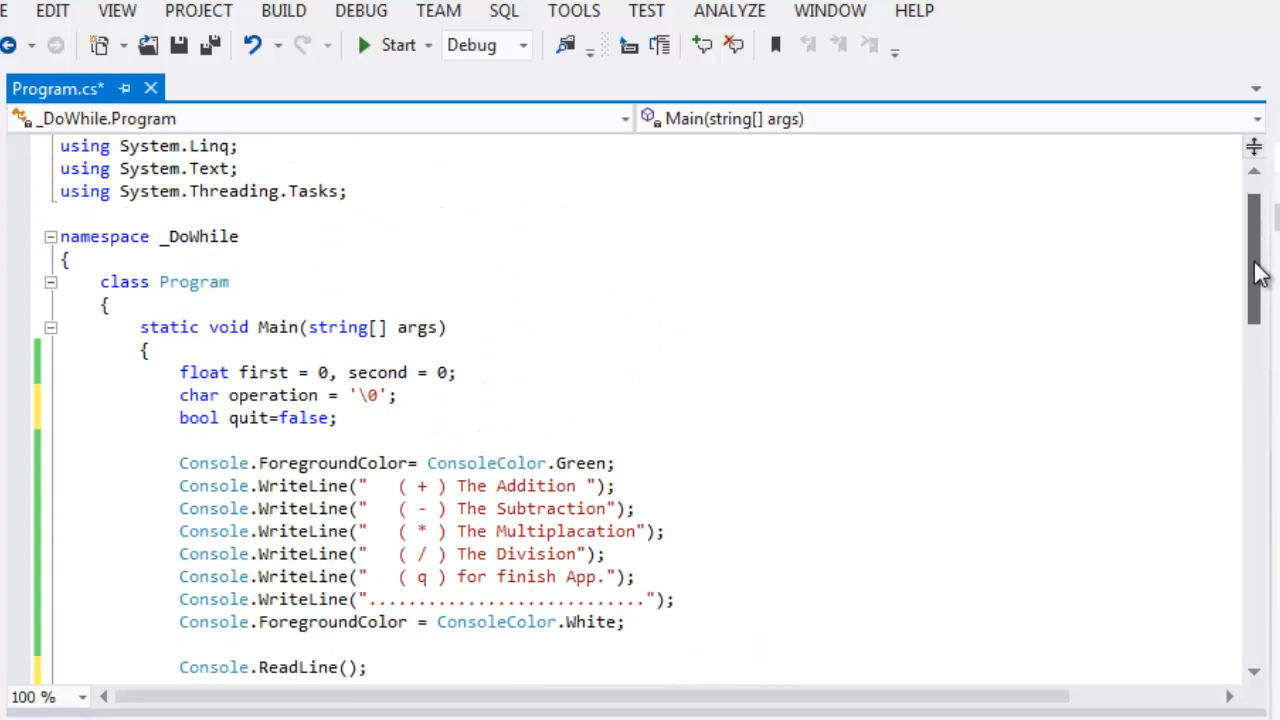 E EDIT VIEW PROJECT BUILD DEBUG TEAM SQL TOOLS TEST ANALYZE WINDOW HELP
Start Debug
Program.cs*
_DoWhile.Program Main(string[] args)
using System.Linq;
using System.Text;
using System.Threading.Tasks;
namespace _DoWhile
{
class Program
{
static void Main(string[] args)
{
float first = 0, second = 0;
char operation = '\0';
bool quit=false;
Console.ForegroundColor= ConsoleColor.Green;
Console.WriteLine("   ( + ) The Addition ");
Console.WriteLine("   ( - ) The Subtraction");
Console.WriteLine("   ( * ) The Multiplacation");
Console.WriteLine("   ( / ) The Division");
Console.WriteLine("   ( q ) for finish App.");
Console.WriteLine("............................");
Console.ForegroundColor = ConsoleColor.White;
Console.ReadLine();
100 %